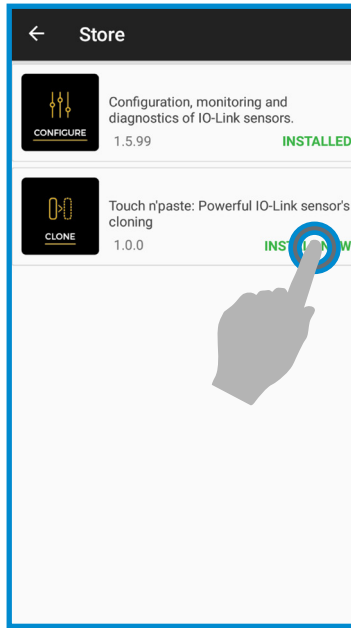 Store
CONFIGURE
Configuration, monitoring and
diagnostics of IO-Link sensors.
1.5.99
INSTALLED
CLONE
Touch n'paste: Powerful IO-Link sensor's
cloning
1.0.0